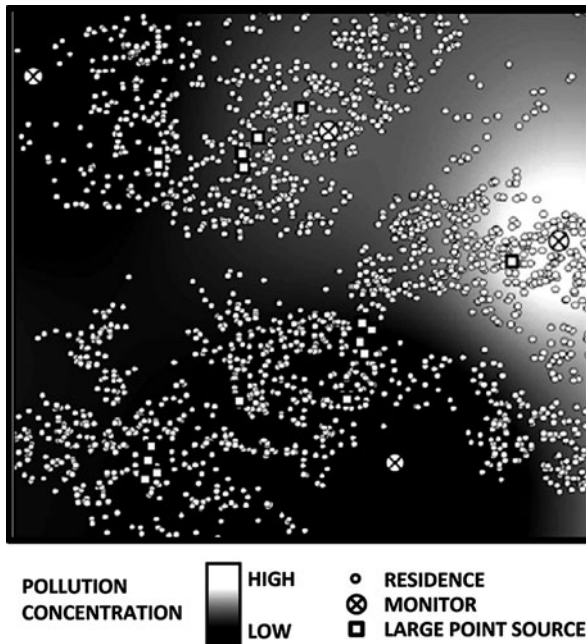 POLLUTION
CONCENTRATION
HIGH
LOW
RESIDENCE
MONITOR
LARGE POINT SOURCE